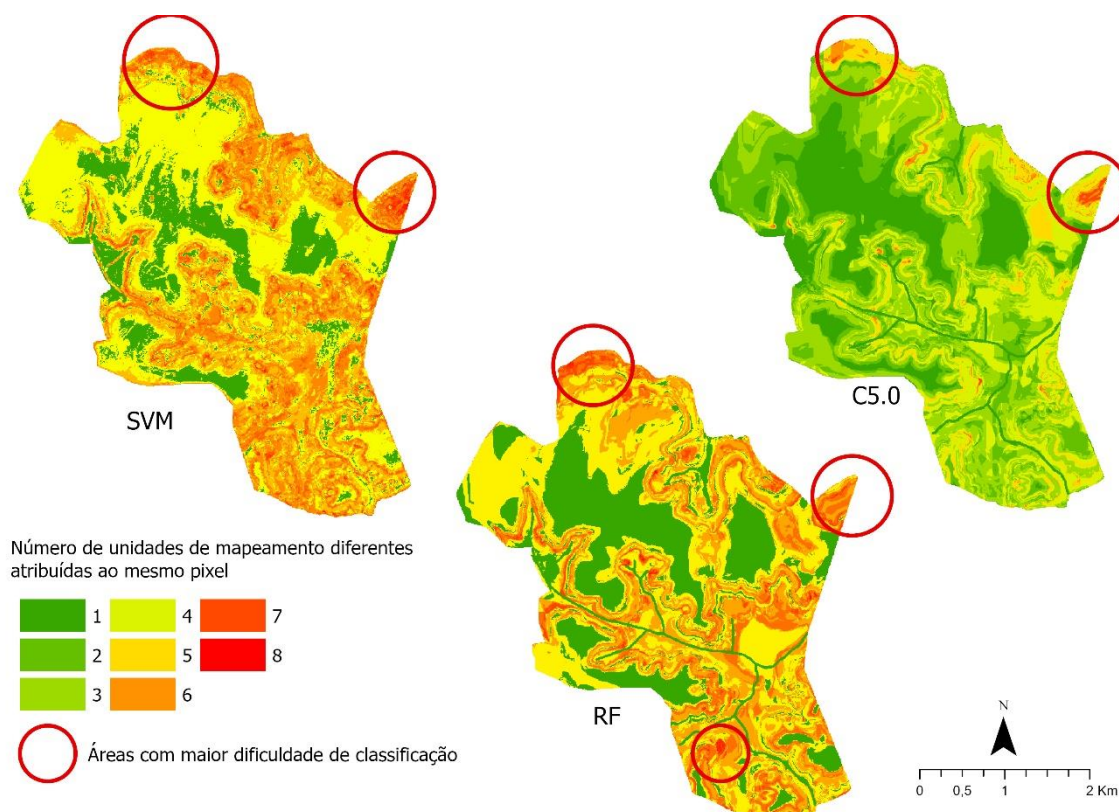 SVM
C5.0
RF
Número de unidades de mapeamento diferentes
atribuídas ao mesmo pixel
1 4 7
2 5 8
3 6
Áreas com maior dificuldade de classificação
N
0 0,5 1 2 Km